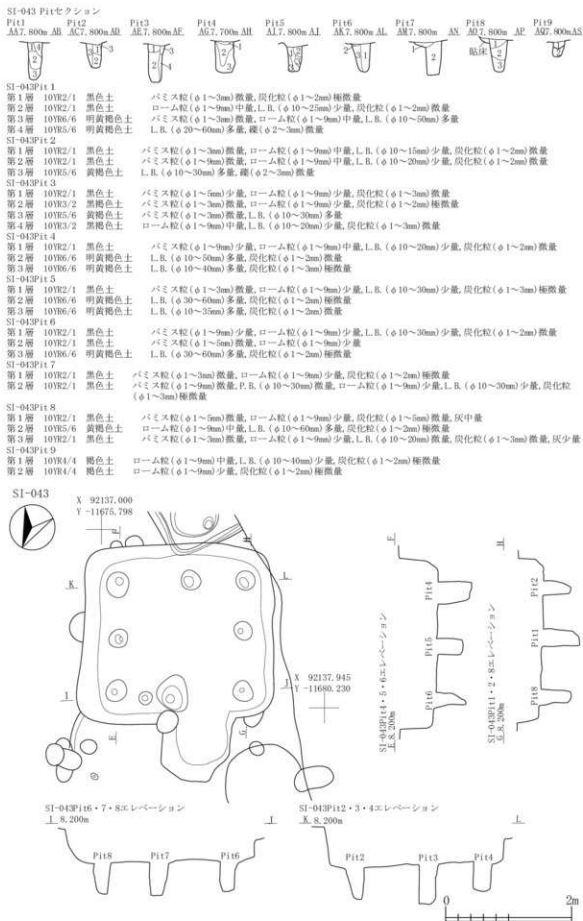 SI-043 Pitセクション
Pit1 Pit2 Pit3 Pit4 Pit5 Pit6 Pit7 Pit8 Pit9
AA7.800m AB AC7.800m AD AE7.800m AF AG7.700m AH AI7.800m AJ AK7.800m AL AM7.800m AN AO7.800m AP AQ7.800m AS
貼床
SI-043Pit 1
第1層 10YR2/1 黒色土 パミス粒(φ1〜3mm)微量,炭化粒(φ1〜2mm)極微量
第2層 10YR2/1 黒色土 ローム粒(φ1〜9mm)中量,L.B.(φ10〜25mm)少量,炭化粒(φ1〜2mm)微量
第3層 10YR6/6 明黄褐色土 パミス粒(φ1〜3mm)微量,ローム粒(φ1〜9mm)中量,L.B.(φ10〜50mm)多量
第4層 10YR5/6 黄褐色土 L.B.(φ20〜60mm)多量,礫(φ2〜3mm)微量
SI-043Pit 2
第1層 10YR2/1 黒色土 パミス粒(φ1〜3mm)微量,ローム粒(φ1〜9mm)中量,L.B.(φ10〜15mm)少量,炭化粒(φ1〜2mm)微量
第2層 10YR2/1 黒色土 パミス粒(φ1〜9mm)微量,ローム粒(φ1〜9mm)中量,L.B.(φ10〜20mm)少量,炭化粒(φ1〜2mm)微量
第3層 10YR5/6 黄褐色土 L.B.(φ10〜30mm)多量,礫(φ2〜3mm)微量
SI-043Pit 3
第1層 10YR2/1 黒色土 パミス粒(φ1〜5mm)少量,ローム粒(φ1〜9mm)少量,炭化粒(φ1〜3mm)微量
第2層 10YR3/2 黒褐色土 パミス粒(φ1〜3mm)微量,ローム粒(φ1〜9mm)少量,炭化粒(φ1〜2mm)極微量
第3層 10YR5/6 黄褐色土 パミス粒(φ1〜3mm)微量,L.B.(φ10〜30mm)多量
第4層 10YR3/2 黒褐色土 ローム粒(φ1〜9mm)中量,L.B.(φ10〜20mm)少量,炭化粒(φ1〜3mm)微量
SI-043Pit 4
第1層 10YR2/1 黒色土 パミス粒(φ1〜9mm)少量,ローム粒(φ1〜9mm)中量,L.B.(φ10〜20mm)少量,炭化粒(φ1〜2mm)微量
第2層 10YR6/6 明黄褐色土 L.B.(φ10〜50mm)多量,炭化粒(φ1〜2mm)微量
第3層 10YR6/6 明黄褐色土 L.B.(φ10〜40mm)多量,炭化粒(φ1〜3mm)極微量
SI-043Pit 5
第1層 10YR2/1 黒色土 パミス粒(φ1〜3mm)微量,ローム粒(φ1〜9mm)少量,L.B.(φ10〜30mm)少量,炭化粒(φ1〜3mm)極微量
第2層 10YR6/6 明黄褐色土 L.B.(φ30〜60mm)多量,炭化粒(φ1〜2mm)極微量
第3層 10YR6/6 明黄褐色土 L.B.(φ10〜35mm)多量,炭化粒(φ1〜2mm)微量
SI-043Pit 6
第1層 10YR2/1 黒色土 パミス粒(φ1〜9mm)少量,ローム粒(φ1〜9mm)少量,L.B.(φ10〜30mm)少量,炭化粒(φ1〜2mm)微量
第2層 10YR2/1 黒色土 パミス粒(φ1〜5mm)微量,ローム粒(φ1〜9mm)少量
第3層 10YR6/6 明黄褐色土 L.B.(φ30〜60mm)多量,炭化粒(φ1〜2mm)極微量
SI-043Pit 7
第1層 10YR2/1 黒色土 パミス粒(φ1〜3mm)微量,ローム粒(φ1〜9mm)少量,炭化粒(φ1〜2mm)極微量
第2層 10YR2/1 黒色土 パミス粒(φ1〜9mm)微量,P.B.(φ10〜30mm)微量,ローム粒(φ1〜9mm)少量,L.B.(φ10〜30mm)少量,炭化粒
(φ1〜3mm)極微量
SI-043Pit 8
第1層 10YR2/1 黒色土 パミス粒(φ1〜5mm)微量,ローム粒(φ1〜9mm)少量,炭化粒(φ1〜5mm)微量,灰中量
第2層 10YR5/6 黄褐色土 ローム粒(φ1〜9mm)中量,L.B.(φ10〜60mm)多量,炭化粒(φ1〜2mm)極微量
第3層 10YR2/1 黒色土 パミス粒(φ1〜3mm)微量,ローム粒(φ1〜9mm)少量,L.B.(φ10〜20mm)微量,炭化粒(φ1〜3mm)微量,灰少量
SI-043Pit 9
第1層 10YR4/4 褐色土 ローム粒(φ1〜9mm)中量,L.B.(φ10〜40mm)少量,炭化粒(φ1〜2mm)極微量
第2層 10YR4/4 褐色土 ローム粒(φ1〜9mm)少量,炭化粒(φ1〜2mm)極微量
SI-043
X 92137.000
Y -11675.798
F
H
K
L
I
J
E
G
X 92137.945
Y -11680.230
F
Pit4
Pit5
Pit6
SI-043Pit4・5・6エレベーション
E 8.200m
H
Pit2
Pit1
Pit8
SI-043Pit1・2・8エレベーション
G 8.200m
SI-043Pit6・7・8エレベーション
I 8.200m J
Pit8 Pit7 Pit6
SI-043Pit2・3・4エレベーション
K 8.200m L
Pit2 Pit3 Pit4
0 2m